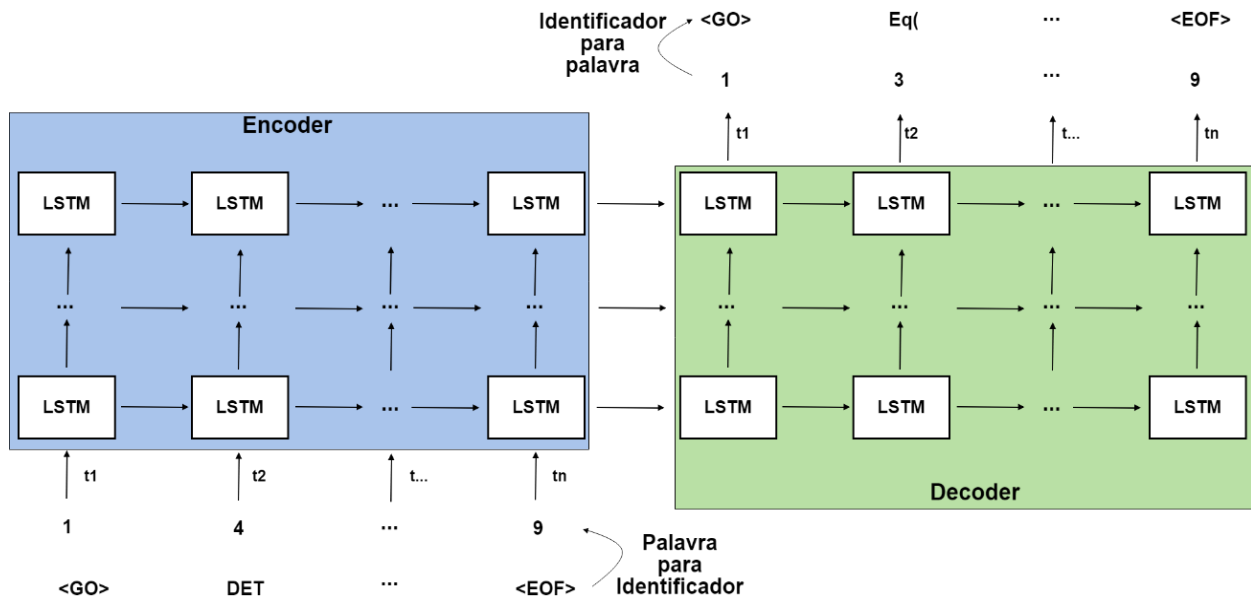 Identificador
para
palavra
<GO> Eq( ... <EOF>
1 3 ... 9
t1 t2 t... tn
Encoder
LSTM LSTM ... LSTM LSTM LSTM ... LSTM
... ... ... ... ... ...
LSTM LSTM ... LSTM LSTM LSTM ... LSTM
t1 t2 t... tn
Decoder
1 4 ... 9
Palavra
para
Identificador
<GO> DET ... <EOF>